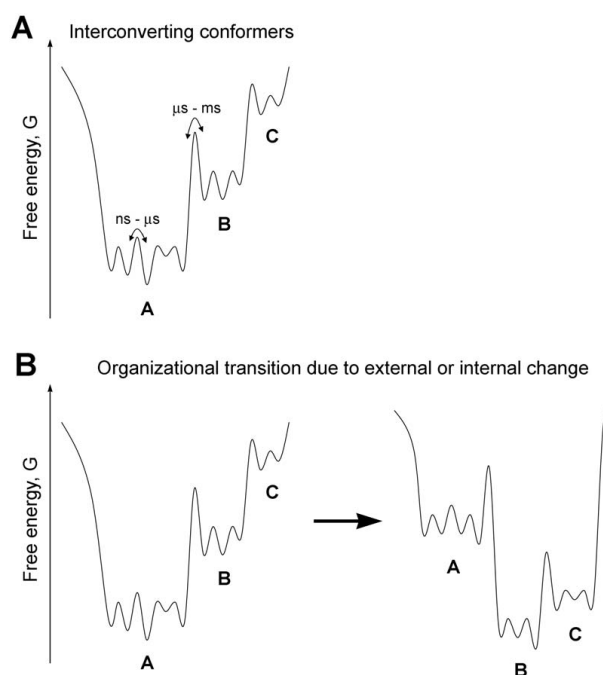 A Interconverting conformers
Free energy, G
μs - ms
C
B
ns - μs
A
B Organizational transition due to external or internal change
Free energy, G
C
B
A
A
C
B